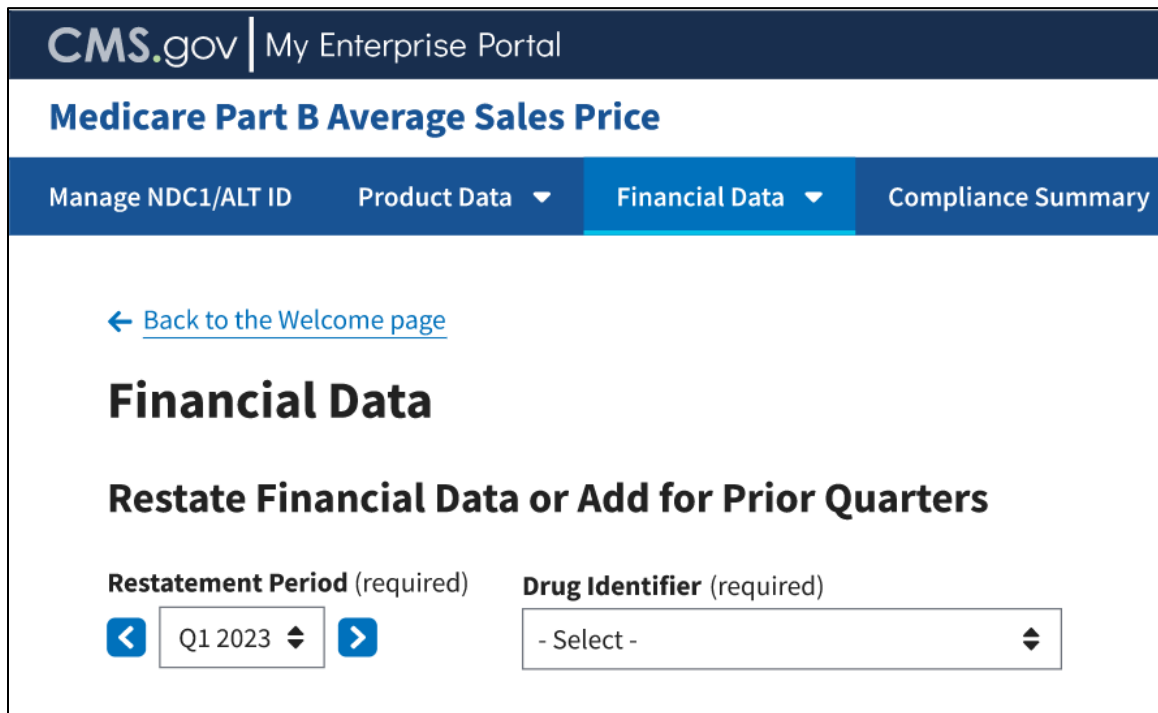 CMS.gov My Enterprise Portal
Medicare Part B Average Sales Price
Manage NDC1/ALT ID Product Data Financial Data Compliance Summary
Back to the Welcome page
Financial Data
Restate Financial Data or Add for Prior Quarters
Restatement Period (required) Drug Identifier (required)
Q1 2023 - Select -